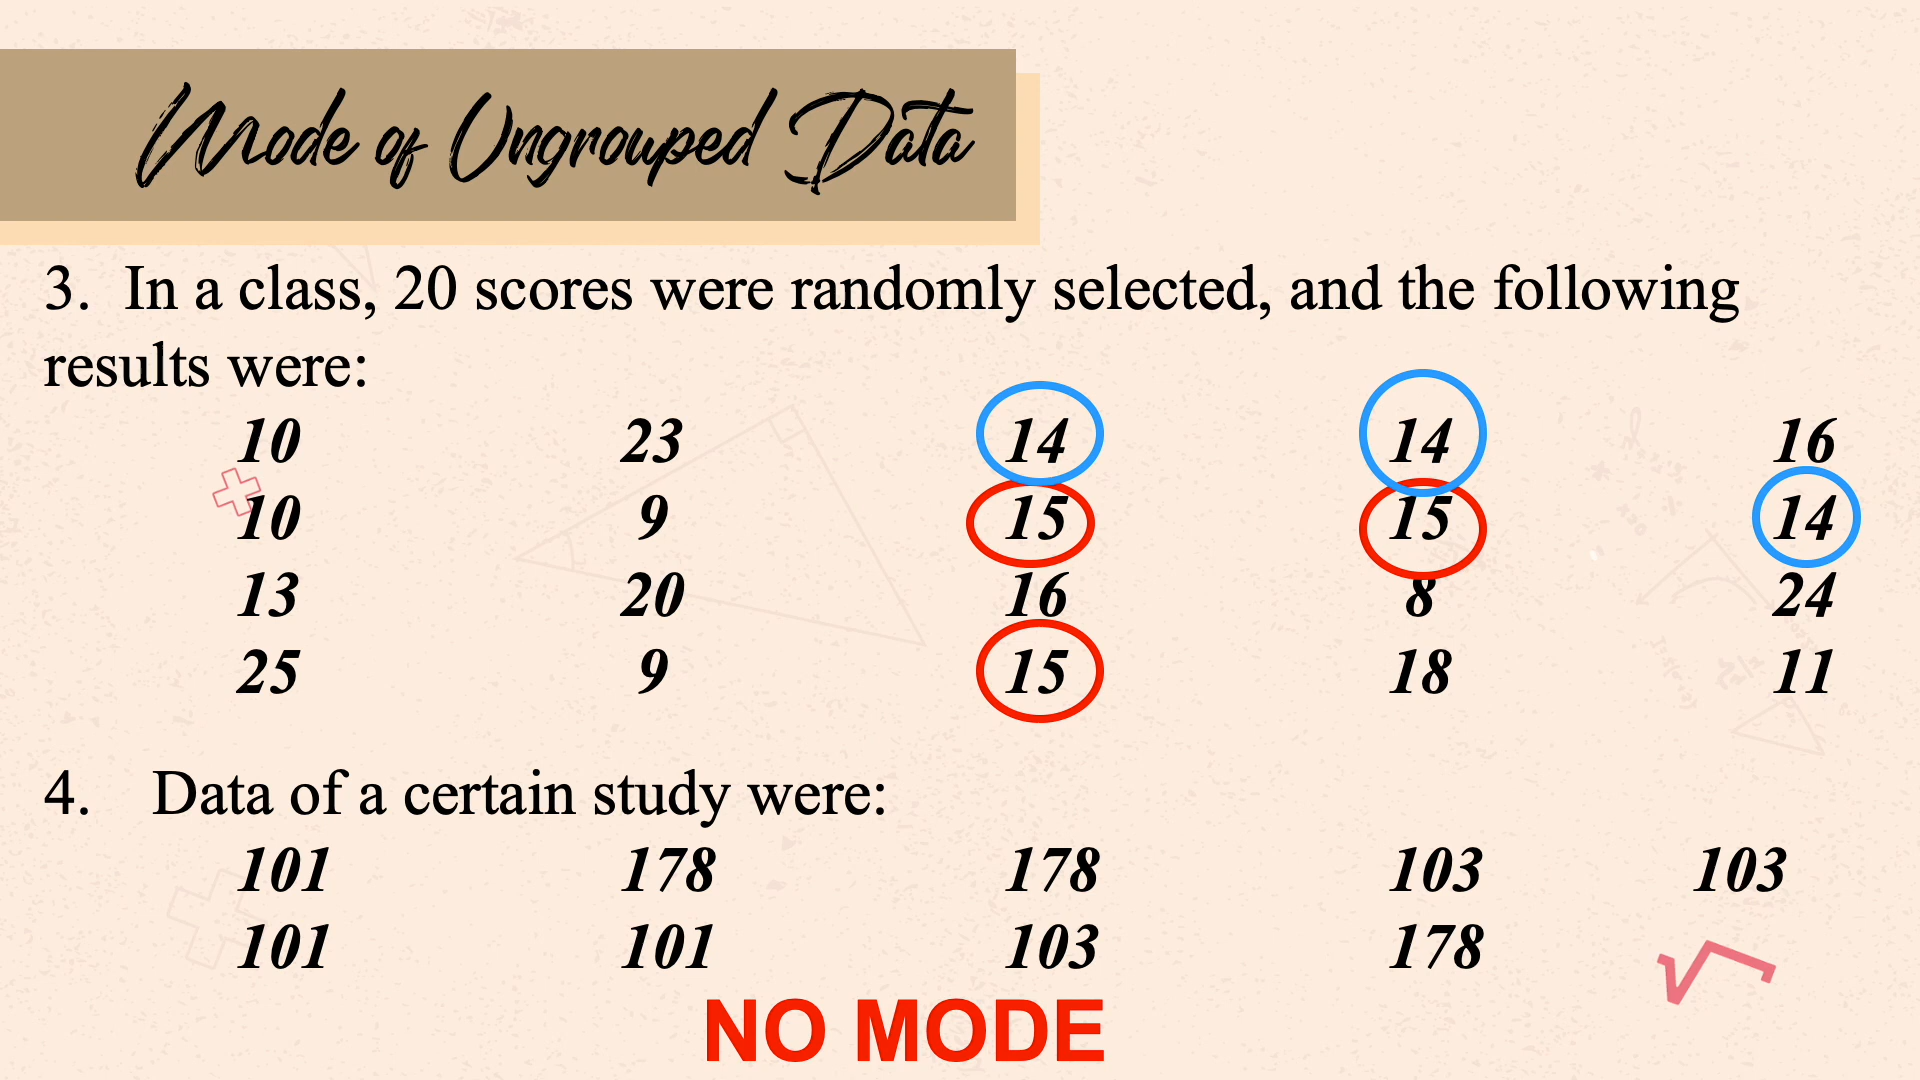 Mode of Ungrouped Data
3. In a class, 20 scores were randomly selected, and the following
results were:
10 23 14 14 16
10 9 15 15 14
13 20 16 8 24
25 9 15 18 11
4. Data of a certain study were:
101 178 178 103 103
101 101 103 178
NO MODE